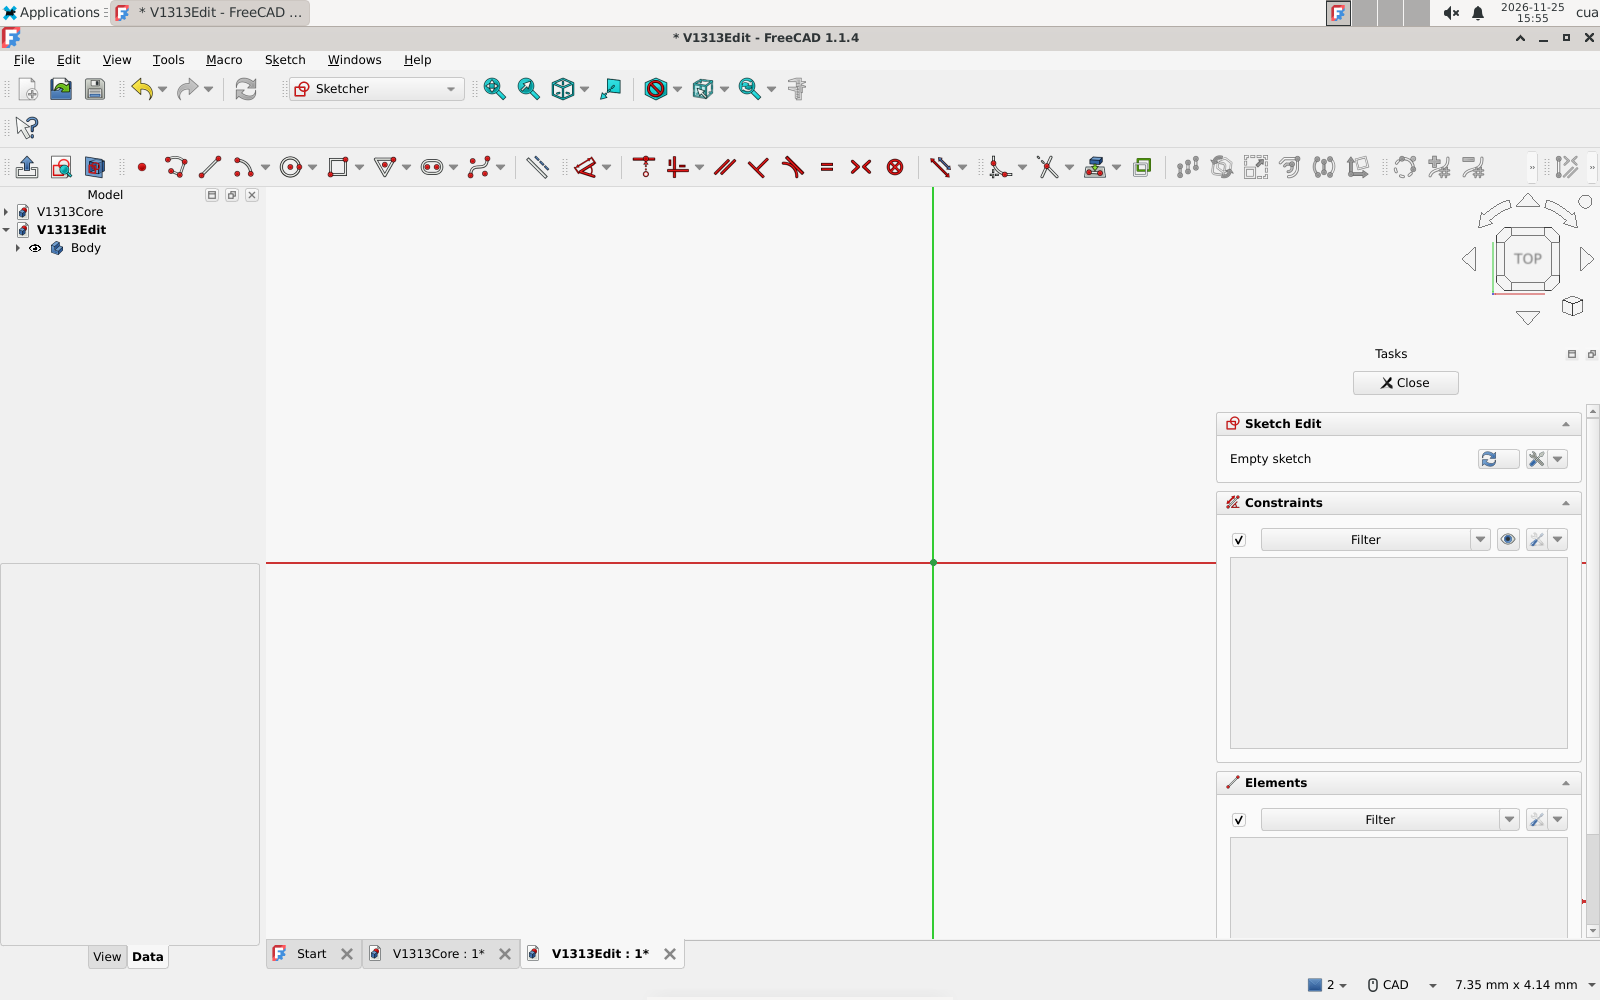 Applications
* V1313Edit - FreeCAD ...
2026-11-25
15:55
cua
* V1313Edit - FreeCAD 1.1.4
File Edit View Tools Macro Sketch Windows Help
Sketcher
Model
V1313Core
V1313Edit
Body
TOP
Tasks
Close
Sketch Edit
Empty sketch
Constraints
Filter
Elements
Filter
View Data
Start V1313Core : 1* V1313Edit : 1*
2 CAD 7.35 mm x 4.14 mm